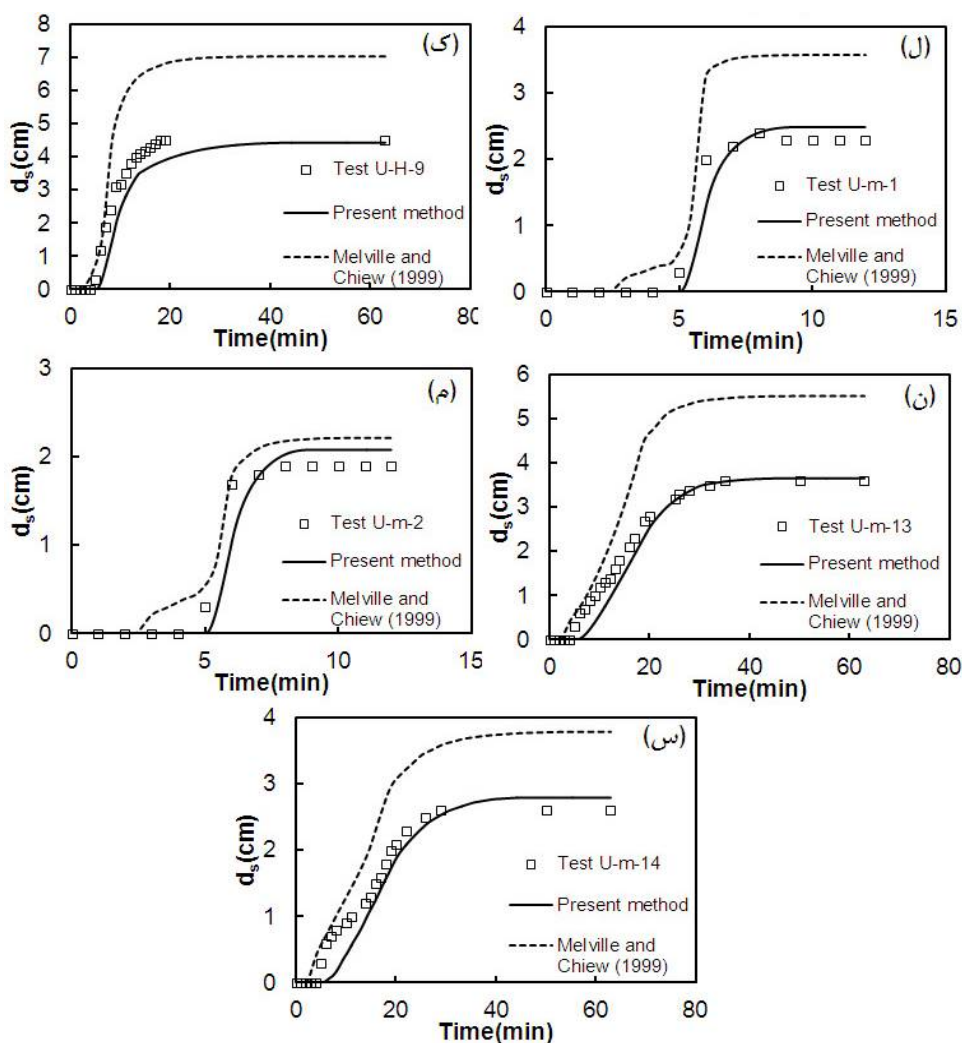 (ک)
8
7
6
5
4
3
2
1
0
d_s(cm)
Test U-H-9
Present method
Melville and
Chiew (1999)
0 20 40 60 80
Time(min)
(ل)
4
3
2
1
0
d_s(cm)
Test U-m-1
Present method
Melville and
Chiew (1999)
0 5 10 15
Time(min)
(م)
3
2
1
0
d_s(cm)
Test U-m-2
Present method
Melville and
Chiew (1999)
0 5 10 15
Time(min)
(ن)
6
5
4
3
2
1
0
d_s(cm)
Test U-m-13
Present method
Melville and
Chiew (1999)
0 20 40 60 80
Time(min)
(س)
4
3
2
1
0
d_s(cm)
Test U-m-14
Present method
Melville and
Chiew (1999)
0 20 40 60 80
Time(min)